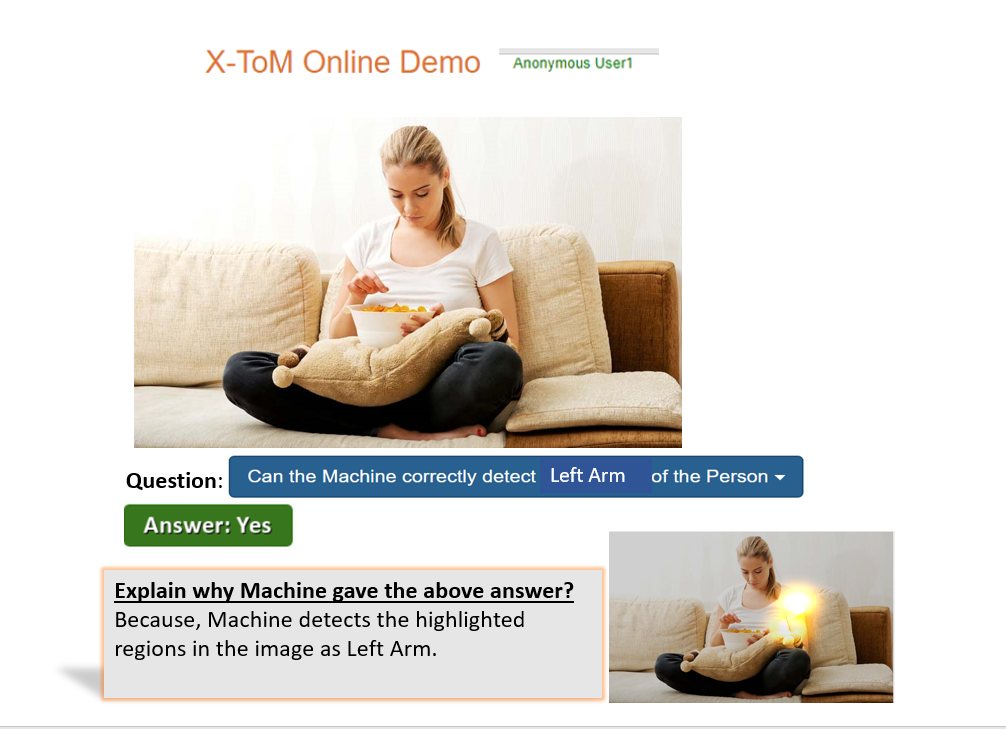 X-ToM Online Demo
Anonymous User1
Question: Can the Machine correctly detect Left Arm of the Person
Answer: Yes
Explain why Machine gave the above answer?
Because, Machine detects the highlighted
regions in the image as Left Arm.